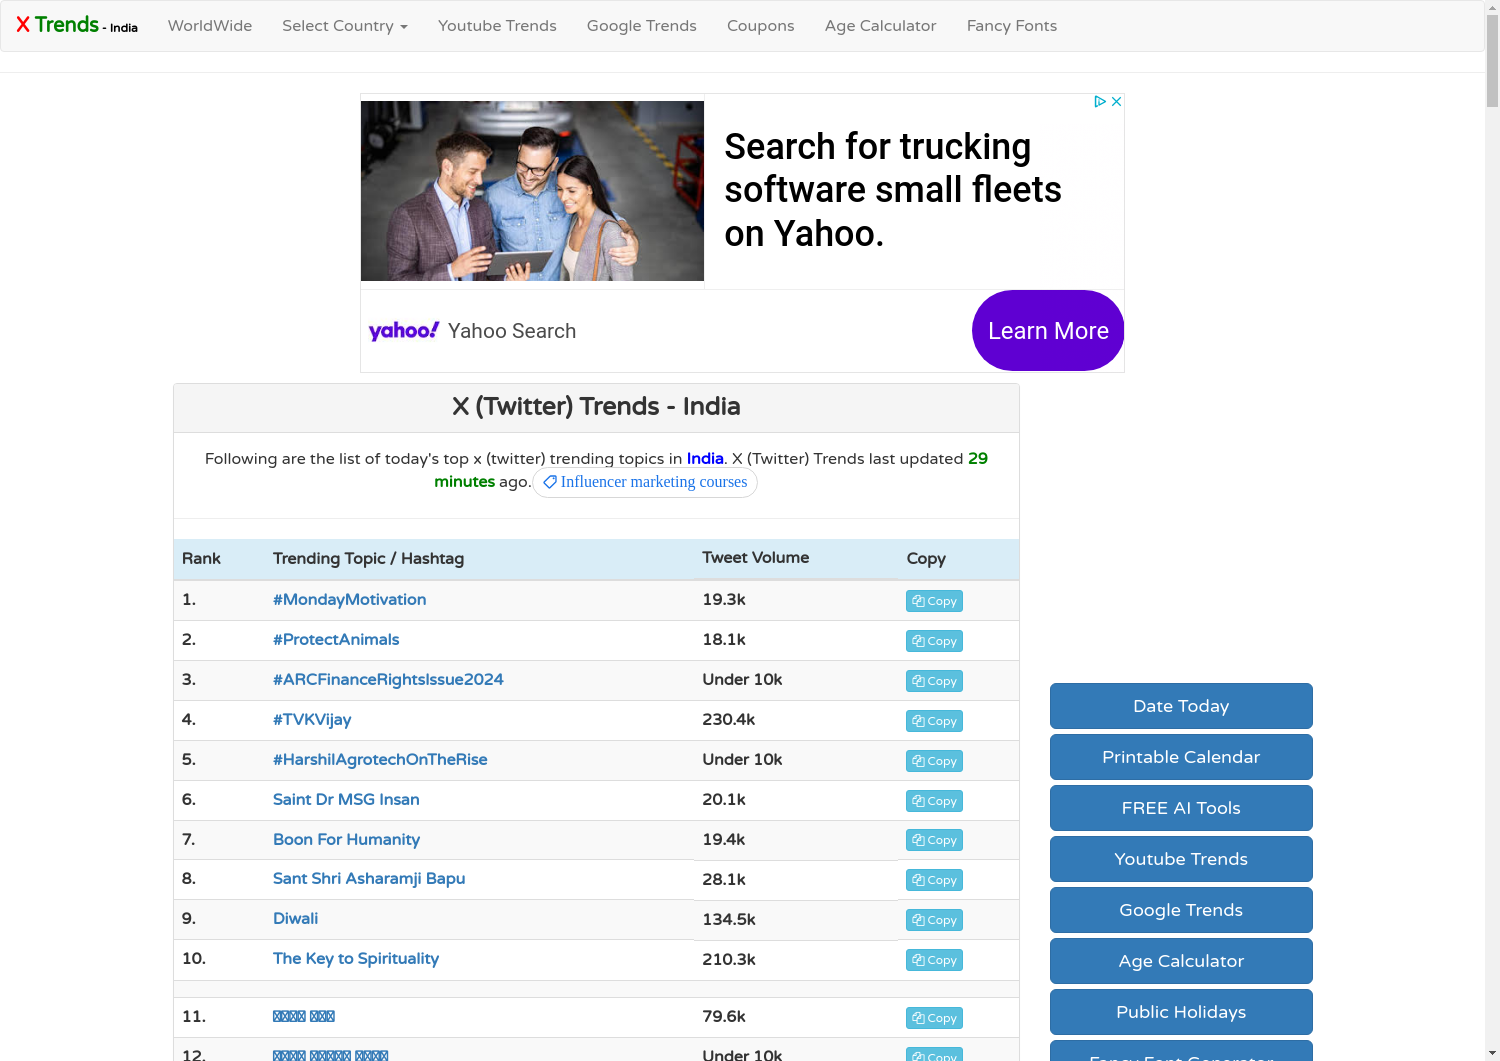 X Trends - India
WorldWide
Select Country
Youtube Trends
Google Trends
Coupons
Age Calculator
Fancy Fonts
Search for trucking
software small fleets
on Yahoo.
yahoo!
Yahoo Search
Learn More
X (Twitter) Trends - India
Following are the list of today's top x (twitter) trending topics in India. X (Twitter) Trends last updated 29
minutes ago. Influencer marketing courses
Rank Trending Topic / Hashtag Tweet Volume Copy
1. #MondayMotivation 19.3k Copy
2. #ProtectAnimals 18.1k Copy
3. #ARCFinanceRightsIssue2024 Under 10k Copy
4. #TVKVijay 230.4k Copy
5. #HarshilAgrotechOnTheRise Under 10k Copy
6. Saint Dr MSG Insan 20.1k Copy
7. Boon For Humanity 19.4k Copy
8. Sant Shri Asharamji Bapu 28.1k Copy
9. Diwali 134.5k Copy
10. The Key to Spirituality 210.3k Copy
11. 79.6k Copy
12. Under 10k Copy
Date Today
Printable Calendar
FREE AI Tools
Youtube Trends
Google Trends
Age Calculator
Public Holidays
Fancy Font Generator